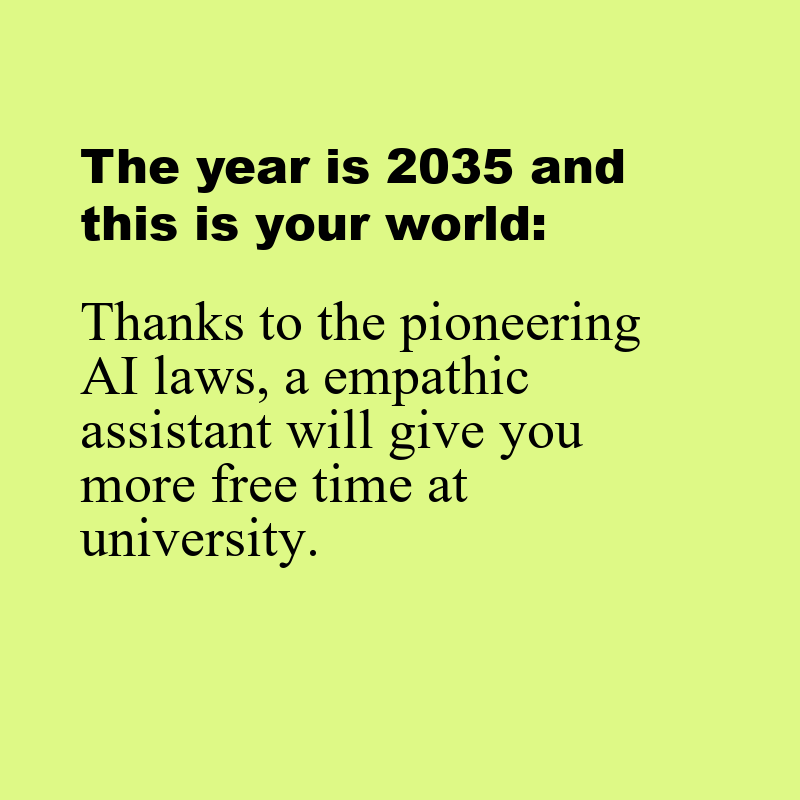 The year is 2035 and
this is your world:
Thanks to the pioneering
AI laws, a empathic
assistant will give you
more free time at
university.